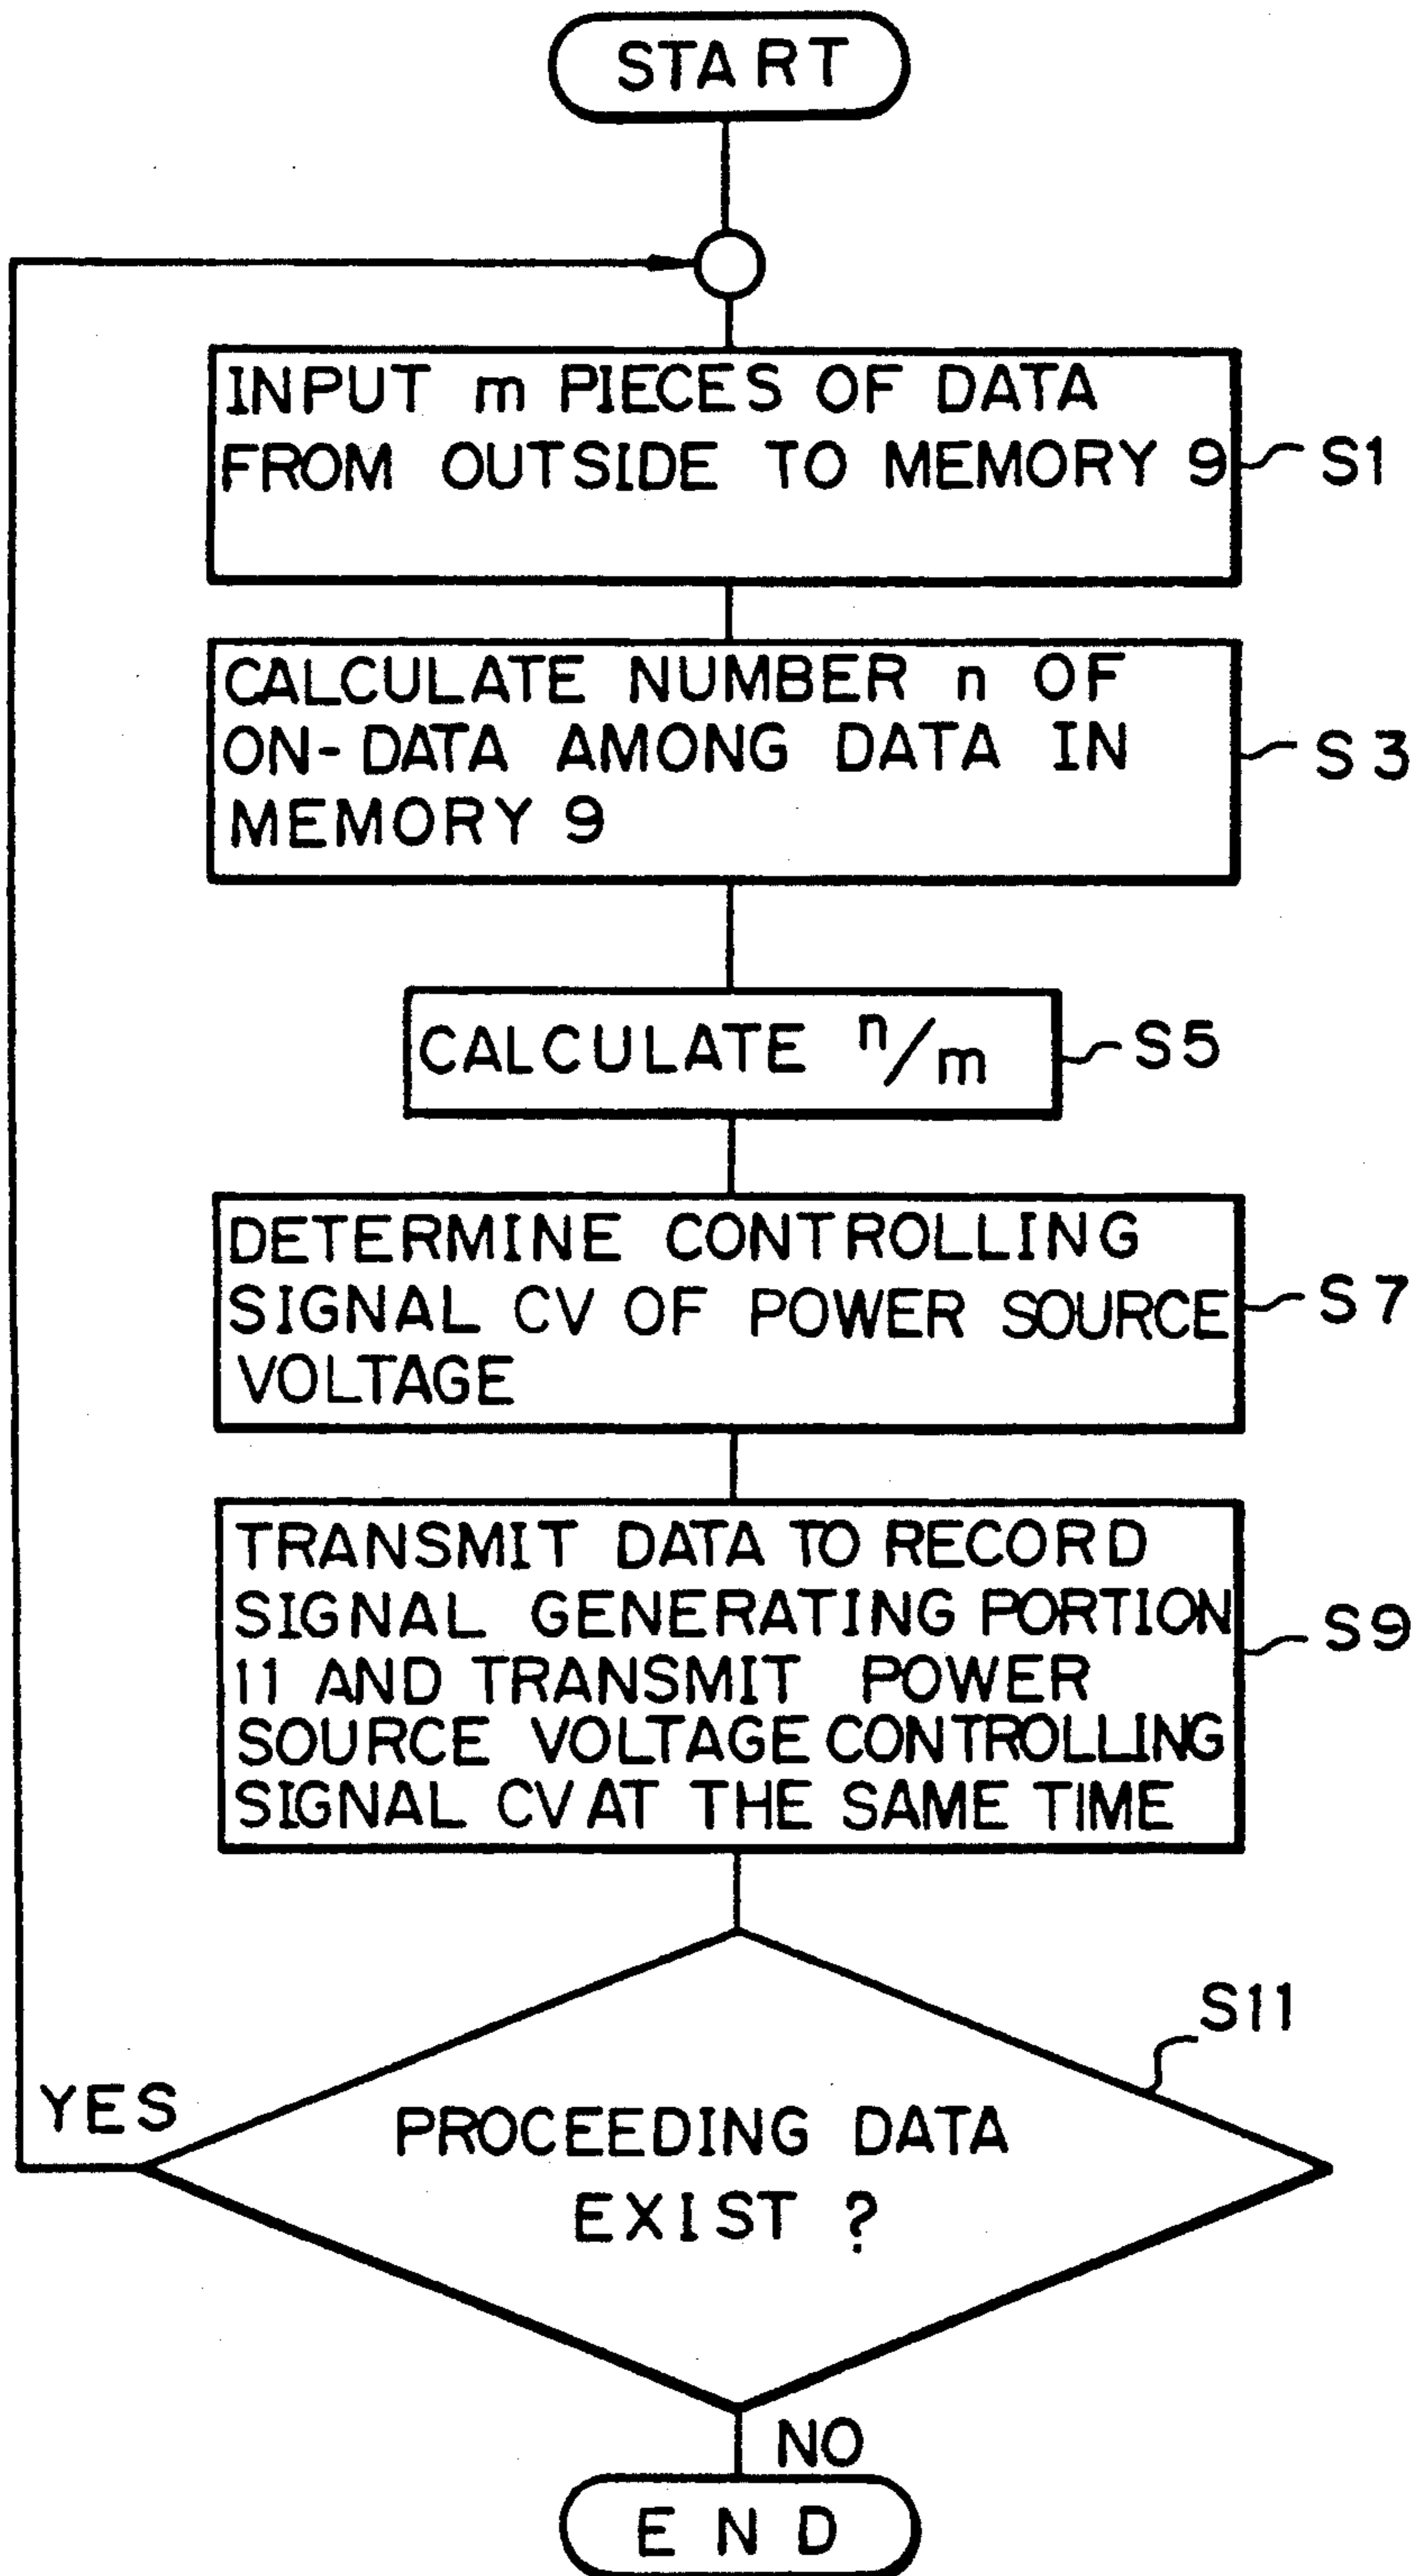 START
INPUT m PIECES OF DATA
FROM OUTSIDE TO MEMORY 9
S1
CALCULATE NUMBER n OF
ON-DATA AMONG DATA IN
MEMORY 9
S3
CALCULATE n/m
S5
DETERMINE CONTROLLING
SIGNAL CV OF POWER SOURCE
VOLTAGE
S7
TRANSMIT DATA TO RECORD
SIGNAL GENERATING PORTION
11 AND TRANSMIT POWER
SOURCE VOLTAGE CONTROLLING
SIGNAL CV AT THE SAME TIME
S9
S11
YES
PROCEEDING DATA
EXIST ?
NO
END